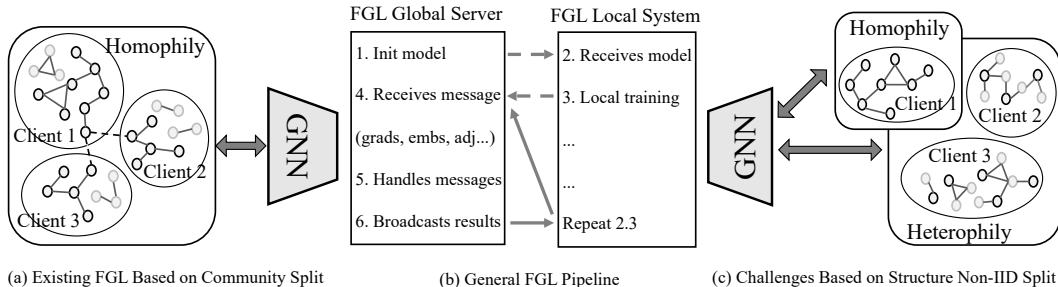 Homophily
Client 1
Client 2
Client 3
GNN
(a) Existing FGL Based on Community Split
FGL Global Server
1. Init model
4. Receives message
(grads, embs, adj...)
5. Handles messages
6. Broadcasts results
FGL Local System
2. Receives model
3. Local training
...
...
Repeat 2.3
(b) General FGL Pipeline
GNN
Homophily
Client 1
Client 2
Client 3
Heterophily
(c) Challenges Based on Structure Non-IID Split